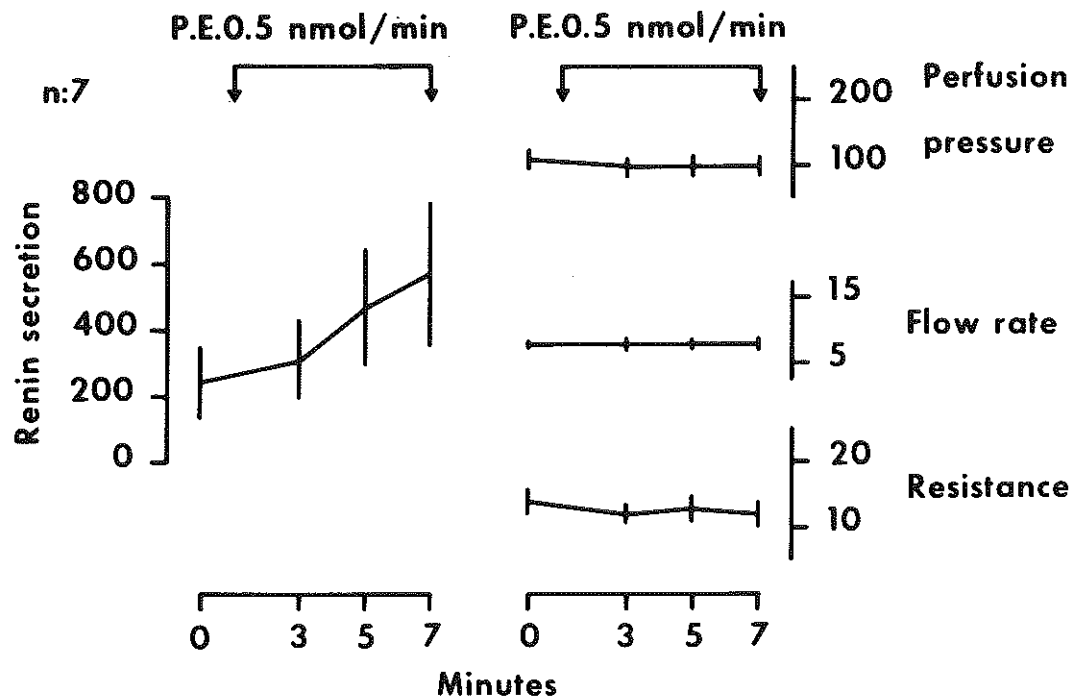 P.E.0.5 nmol/min
P.E.0.5 nmol/min
n:7
200
Perfusion
100
pressure
800
600
400
200
0
Renin secretion
15
5
Flow rate
20
10
Resistance
0 3 5 7
0 3 5 7
Minutes